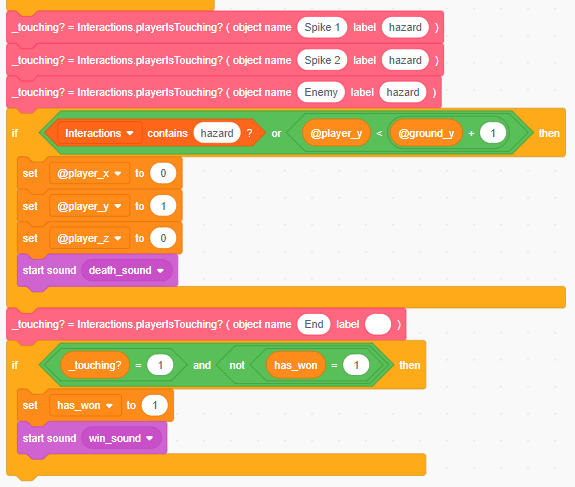 _touching? = Interactions.playerIsTouching? ( object name Spike 1 label hazard )
_touching? = Interactions.playerIsTouching? ( object name Spike 2 label hazard )
_touching? = Interactions.playerIsTouching? ( object name Enemy label hazard )
if Interactions contains hazard ? or @player_y < @ground_y + 1 then
set @player_x to 0
set @player_y to 1
set @player_z to 0
start sound death_sound
_touching? = Interactions.playerIsTouching? ( object name End label )
if _touching? = 1 and not has_won = 1 then
set has_won to 1
start sound win_sound